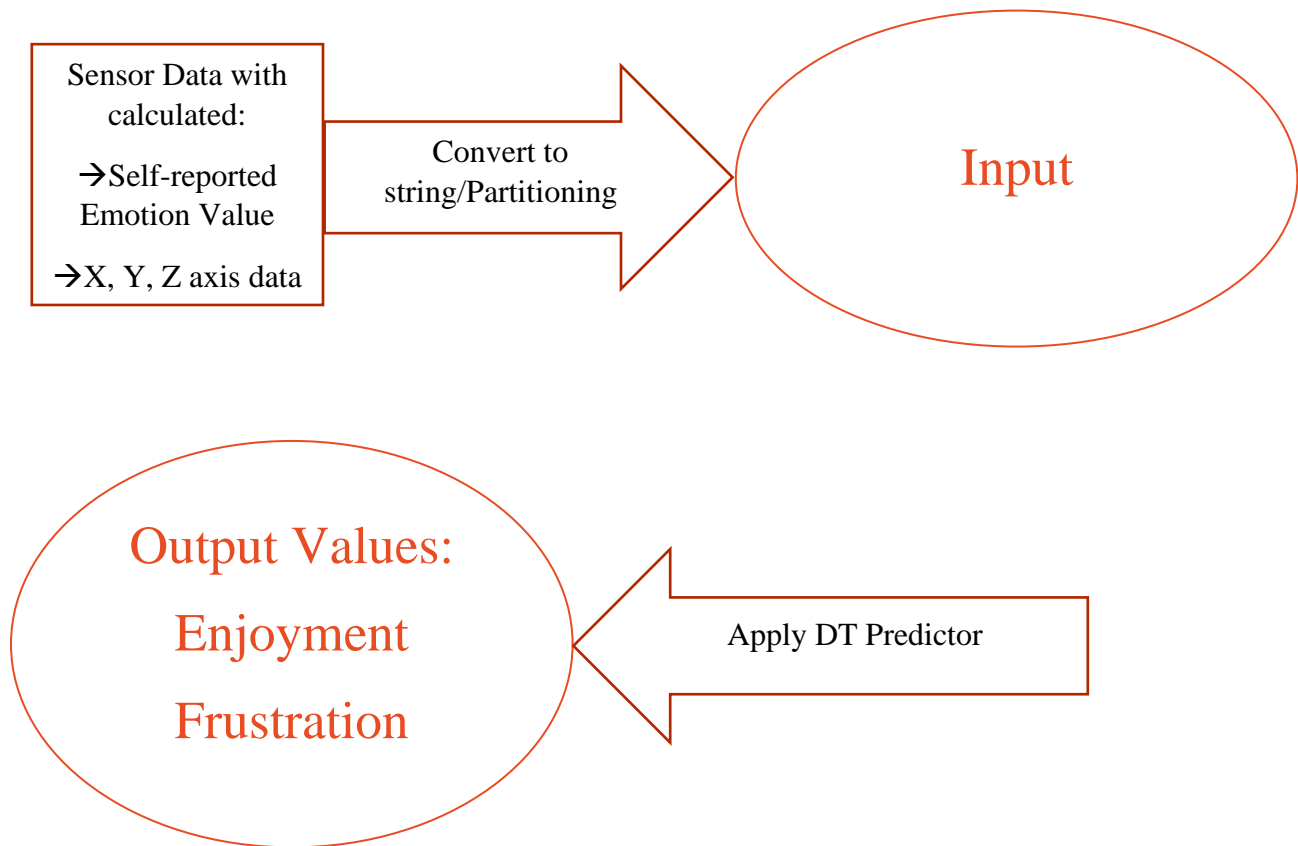 Sensor Data with
calculated:
→Self-reported
Emotion Value
→X, Y, Z axis data
Convert to
string/Partitioning
Input
Output Values:
Enjoyment
Frustration
Apply DT Predictor